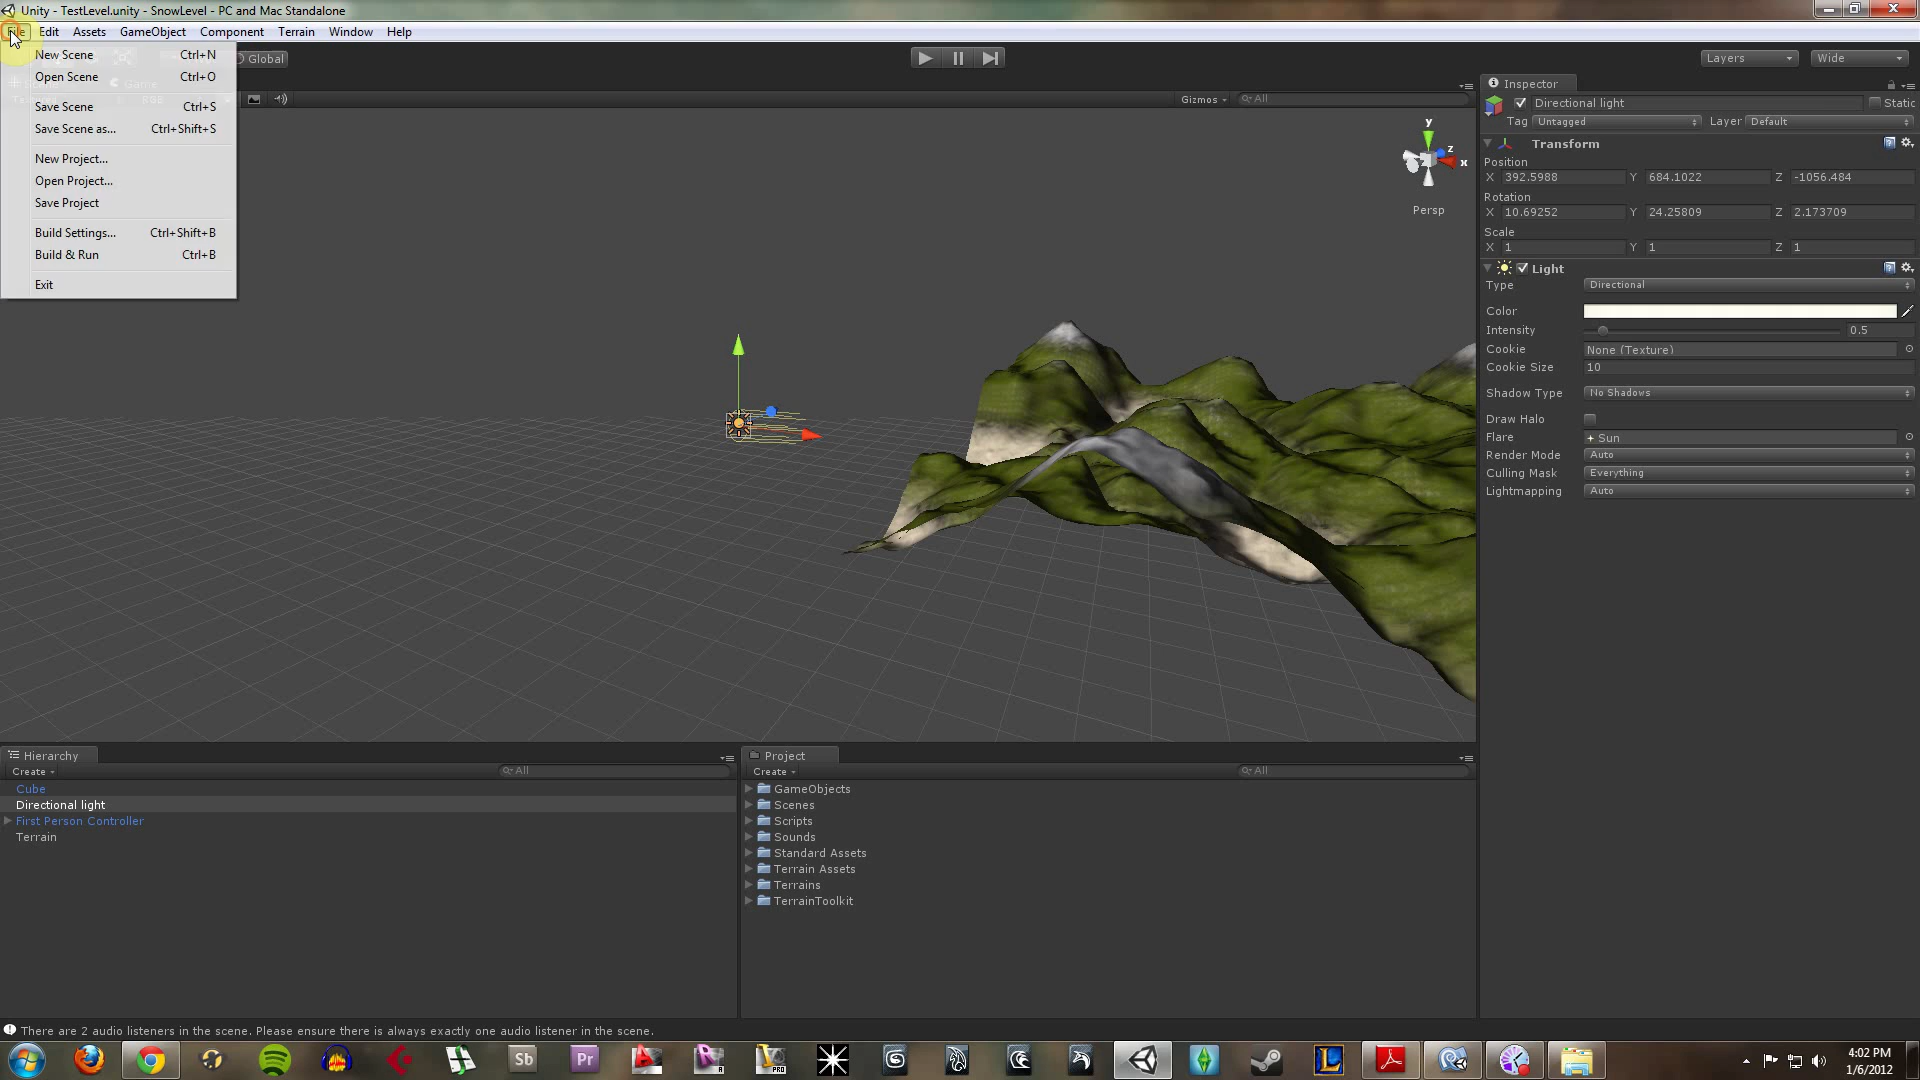 Unity - TestLevel.unity - SnowLevel - PC and Mac Standalone
File Edit Assets GameObject Component Terrain Window Help
New Scene Ctrl+N
Open Scene Ctrl+O
Save Scene Ctrl+S
Save Scene as... Ctrl+Shift+S
New Project...
Open Project...
Save Project
Build Settings... Ctrl+Shift+B
Build & Run Ctrl+B
Exit
Global
Layers
Wide
Game
RGB
Gizmos
All
y
z
x
Persp
Inspector
Directional light
Static
Tag Untagged Layer Default
Transform
Position
X 392.5988 Y 684.1022 Z -1056.484
Rotation
X 10.69252 Y 24.25809 Z 2.173709
Scale
X 1 Y 1 Z 1
Light
Type Directional
Color
Intensity 0.5
Cookie None (Texture)
Cookie Size 10
Shadow Type No Shadows
Draw Halo
Flare Sun
Render Mode Auto
Culling Mask Everything
Lightmapping Auto
Hierarchy
Create All
Cube
Directional light
First Person Controller
Terrain
Project
Create All
GameObjects
Scenes
Scripts
Sounds
Standard Assets
Terrain Assets
Terrains
TerrainToolkit
There are 2 audio listeners in the scene. Please ensure there is always exactly one audio listener in the scene.
Sb
Pr
PRO
L
4:02 PM
1/6/2012